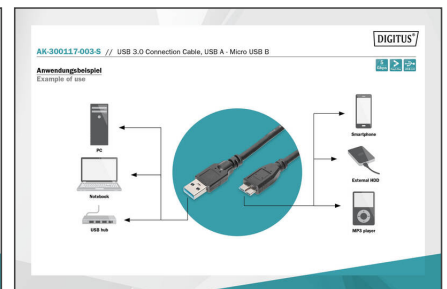 DIGITUS®
AK-300117-003-S // USB 3.0 Connection Cable, USB A - Micro USB B
Anwendungsbeispiel
Example of use
PC
Notebook
USB hub
Smartphone
External HDD
MP3 player